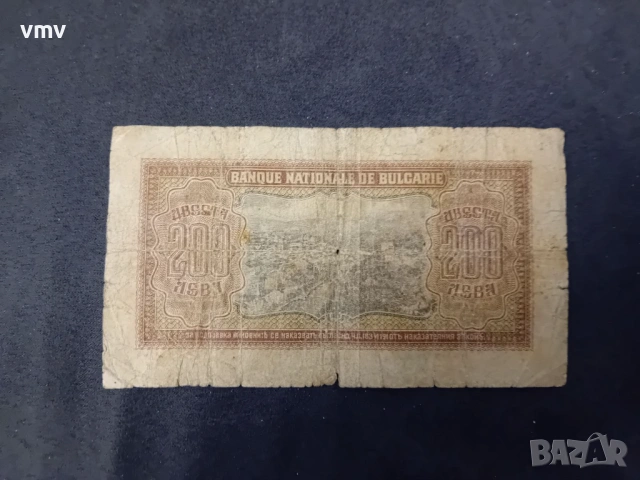 vmv
BANQUE NATIONALE DE BULGARIE
ДВЕСТА
200
ЛЕВА
ДВЕСТА
200
ЛЕВА
BAZAR